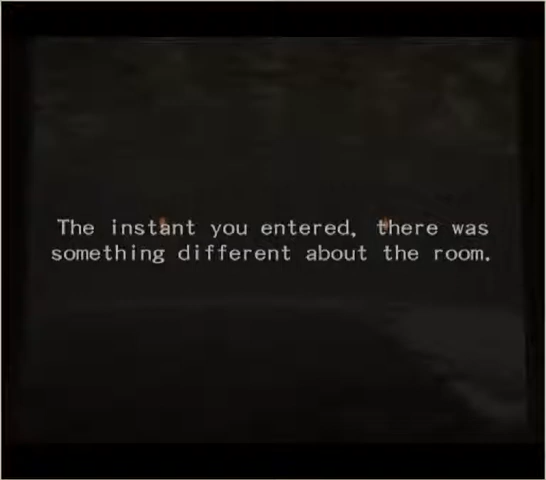 The instant you entered, there was
something different about the room.